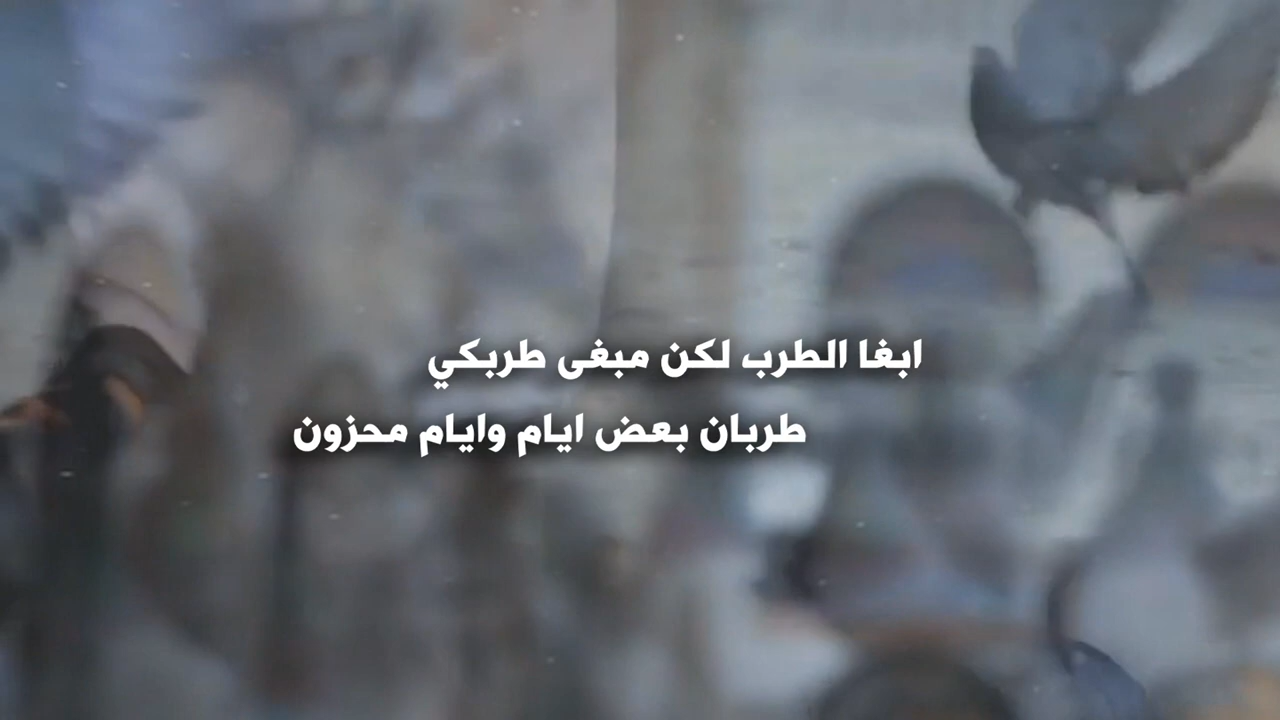 ابغا الطرب لكن مبغى طربكي
طربان بعض ايام وايام محزون